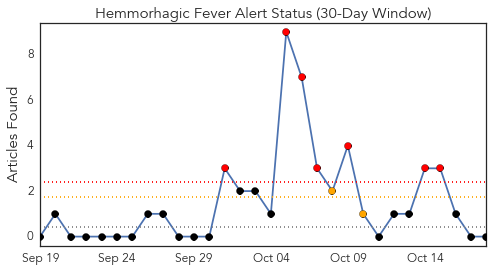 Hemmorhagic Fever Alert Status (30-Day Window)
Articles Found
8
6
4
2
0
Sep 19 Sep 24 Sep 29 Oct 04 Oct 09 Oct 14